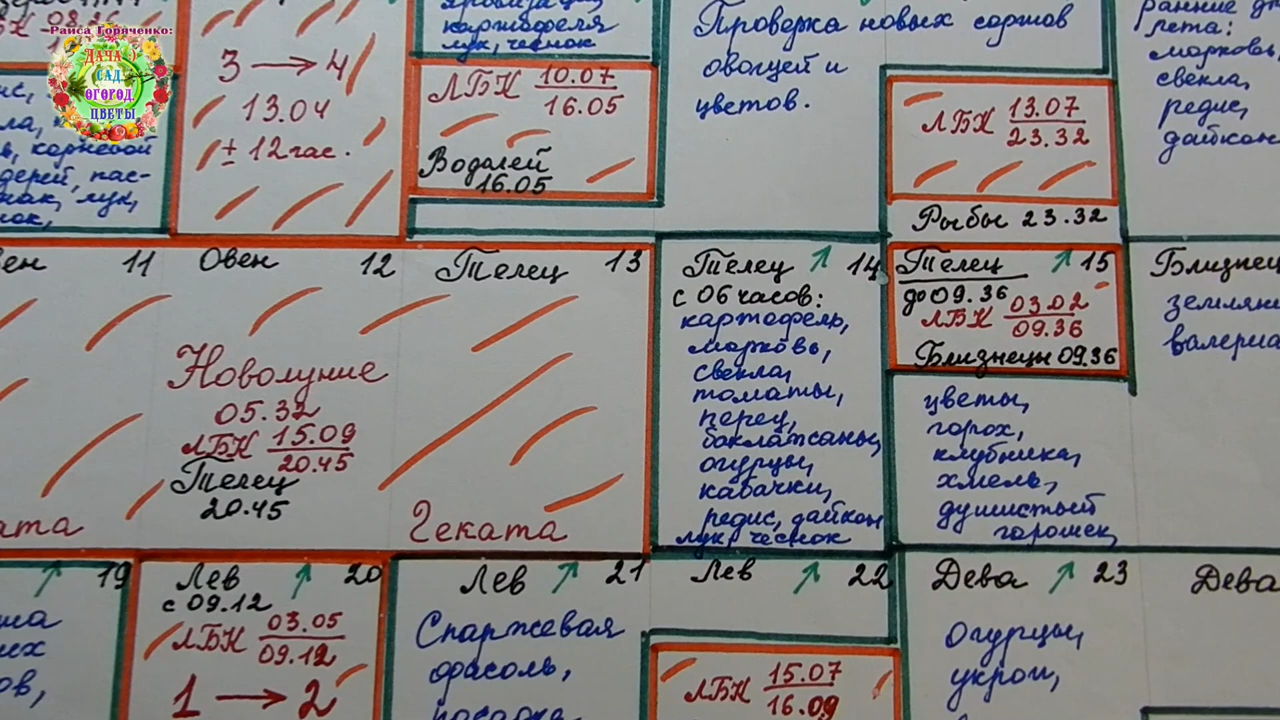 Раиса Горяченко:
ДАЧА
САД,
ОГОРОД
ЦВЕТЫ
3 → 4
13.04
± 12 час.
корневой
картофеля
лук, чеснок
ЛБК 10.07
16.05
Водолей
16.05
Проверка новых сортов
овощей и
цветов.
ЛБК 13.07
23.32
Рыбы 23.32
Ранние
морковь,
свекла,
редис,
дайкон
11
Овен 12
Новолуние
05.32
ЛБК 15.09
20.45
Телец
20.45
Телец 13
Геката
Телец ↗ 14
с 06 часов:
картофель,
морковь,
свекла,
томаты,
перец,
баклажаны,
огурцы,
кабачки,
редис, дайкон
лук, чеснок
Телец ↗ 15
до 09.36
ЛБК 03.02
09.36
Близнецы 09.36
цветы,
горох,
клубника,
хмель,
душистый
горошек,
↗ 19
Лев ↗ 20
с 09.12
ЛБК 03.05
09.12
1 → 2
Лев ↗ 21
Спаржевая
фасоль,
Лев ↗ 22
ЛБК 15.07
16.09
Дева ↗ 23
Огурцы,
укроп,
Дева